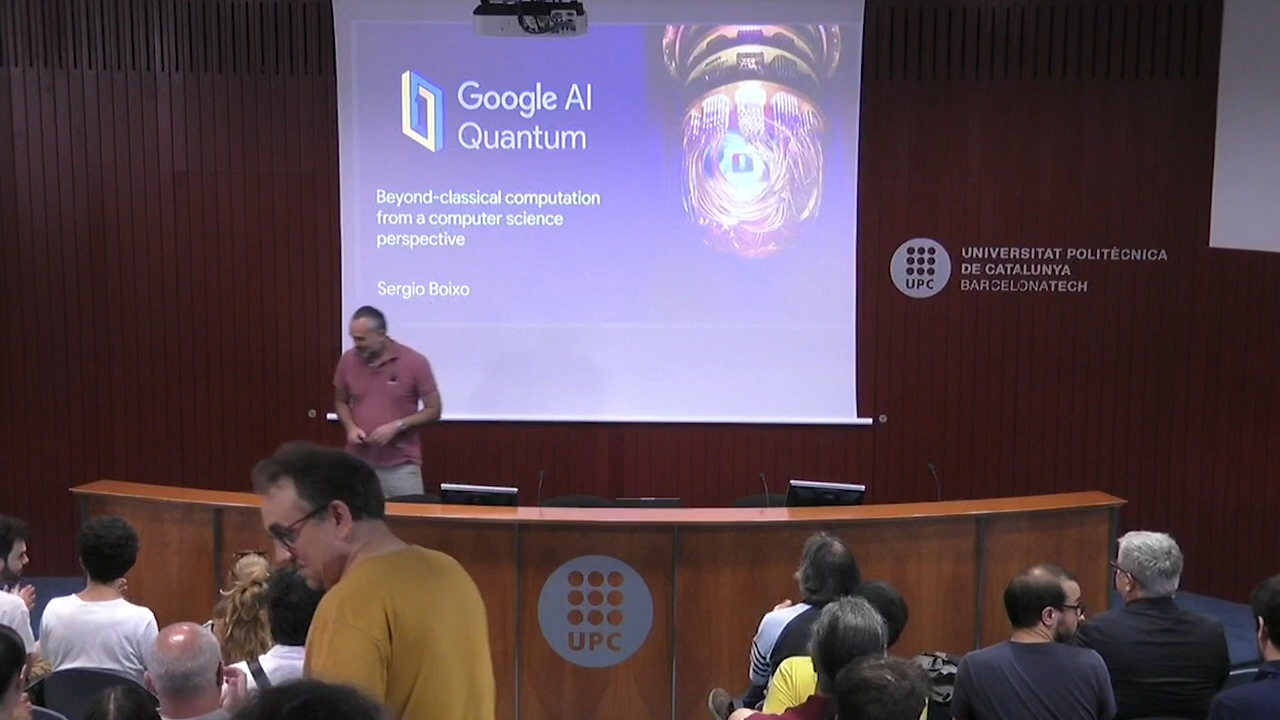 Google AI
Quantum
Beyond-classical computation
from a computer science
perspective
Sergio Boixo
UPC
UNIVERSITAT POLITÈCNICA
DE CATALUNYA
BARCELONATECH
UPC